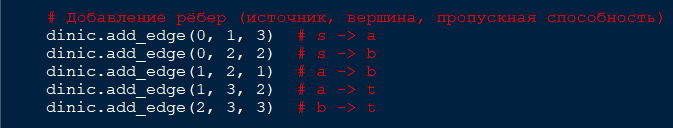 # Добавление рёбер (источник, вершина, пропускная способность)
dinic.add_edge(0, 1, 3)  # s -> a
dinic.add_edge(0, 2, 2)  # s -> b
dinic.add_edge(1, 2, 1)  # a -> b
dinic.add_edge(1, 3, 2)  # a -> t
dinic.add_edge(2, 3, 3)  # b -> t